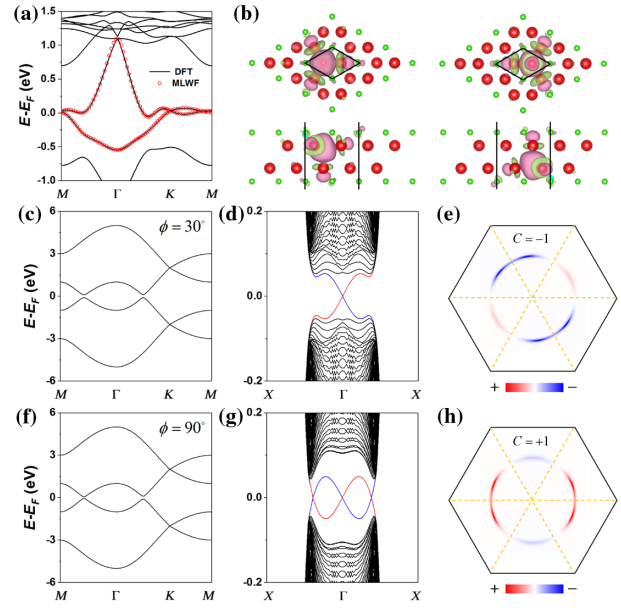 (a)
1.5
1.0
0.5
0.0
-0.5
-1.0
E-E_F (eV)
DFT
MLWF
M Γ K M
(b)
(c)
ϕ = 30°
6
3
0
-3
-6
E-E_F (eV)
M Γ K M
(d)
0.2
0.0
-0.2
X Γ X
(e)
C = −1
+ −
(f)
ϕ = 90°
6
3
0
-3
-6
E-E_F (eV)
M Γ K M
(g)
0.2
0.0
-0.2
X Γ X
(h)
C = +1
+ −